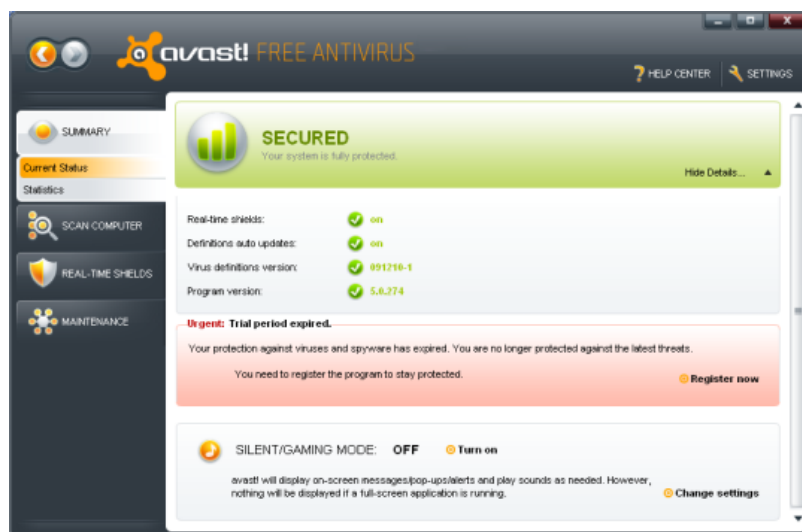 avast! FREE ANTIVIRUS
HELP CENTER
SETTINGS
SUMMARY
Current Status
Statistics
SCAN COMPUTER
REAL-TIME SHIELDS
MAINTENANCE
SECURED
Your system is fully protected.
Hide Details...
Real-time shields: on
Definitions auto updates: on
Virus definitions version: 091210-1
Program version: 5.0.274
Urgent: Trial period expired.
Your protection against viruses and spyware has expired. You are no longer protected against the latest threats.
You need to register the program to stay protected.
Register now
SILENT/GAMING MODE: OFF Turn on
avast! will display on-screen messages/pop-ups/alerts and play sounds as needed. However,
nothing will be displayed if a full-screen application is running.
Change settings